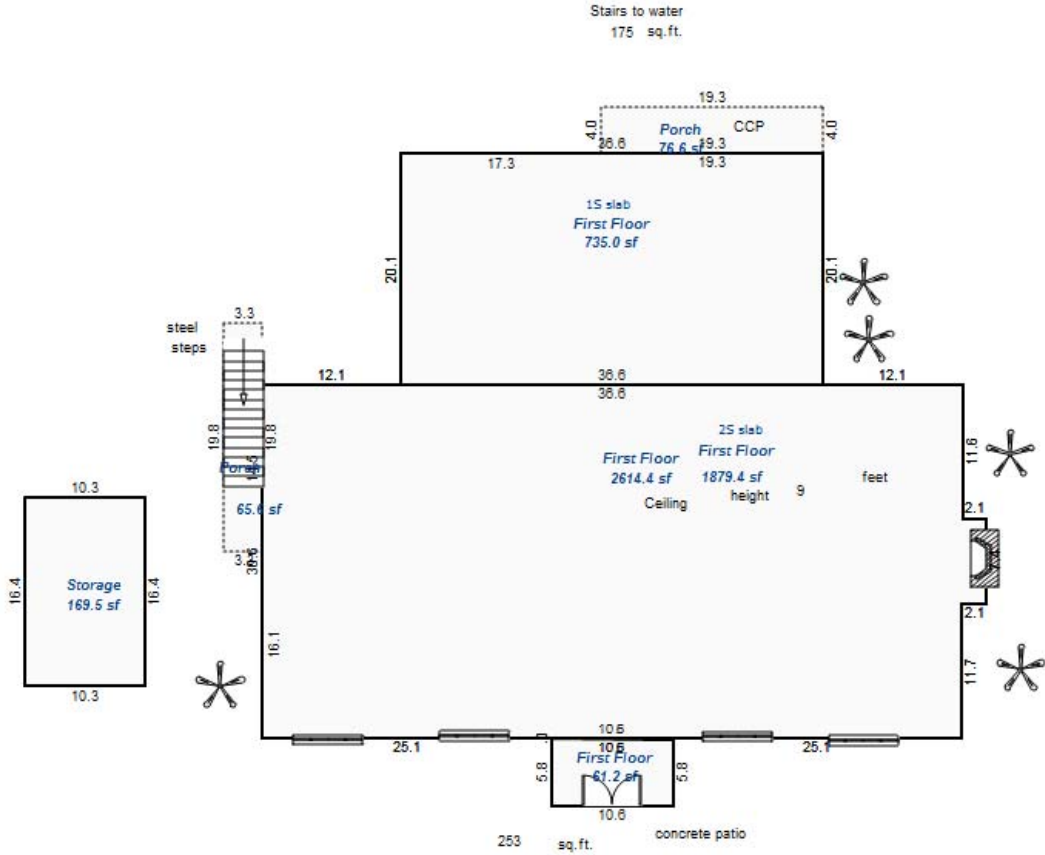 Stairs to water
175 sq.ft.
19.3
4.0
Porch
CCP
4.0
76.6 sf
36.6
19.3
17.3
19.3
1S slab
First Floor
735.0 sf
20.1
20.1
3.3
steel
steps
12.1
36.6
12.1
36.6
19.8
19.8
2S slab
First Floor
First Floor
2614.4 sf
1879.4 sf
Ceiling
height
9
feet
11.6
Porch
65.6 sf
2.1
10.3
16.4
Storage
169.5 sf
16.4
10.3
2.1
16.1
11.7
25.1
10.6
25.1
10.6
First Floor
61.2 sf
5.8
5.8
10.6
253 sq.ft.
concrete patio